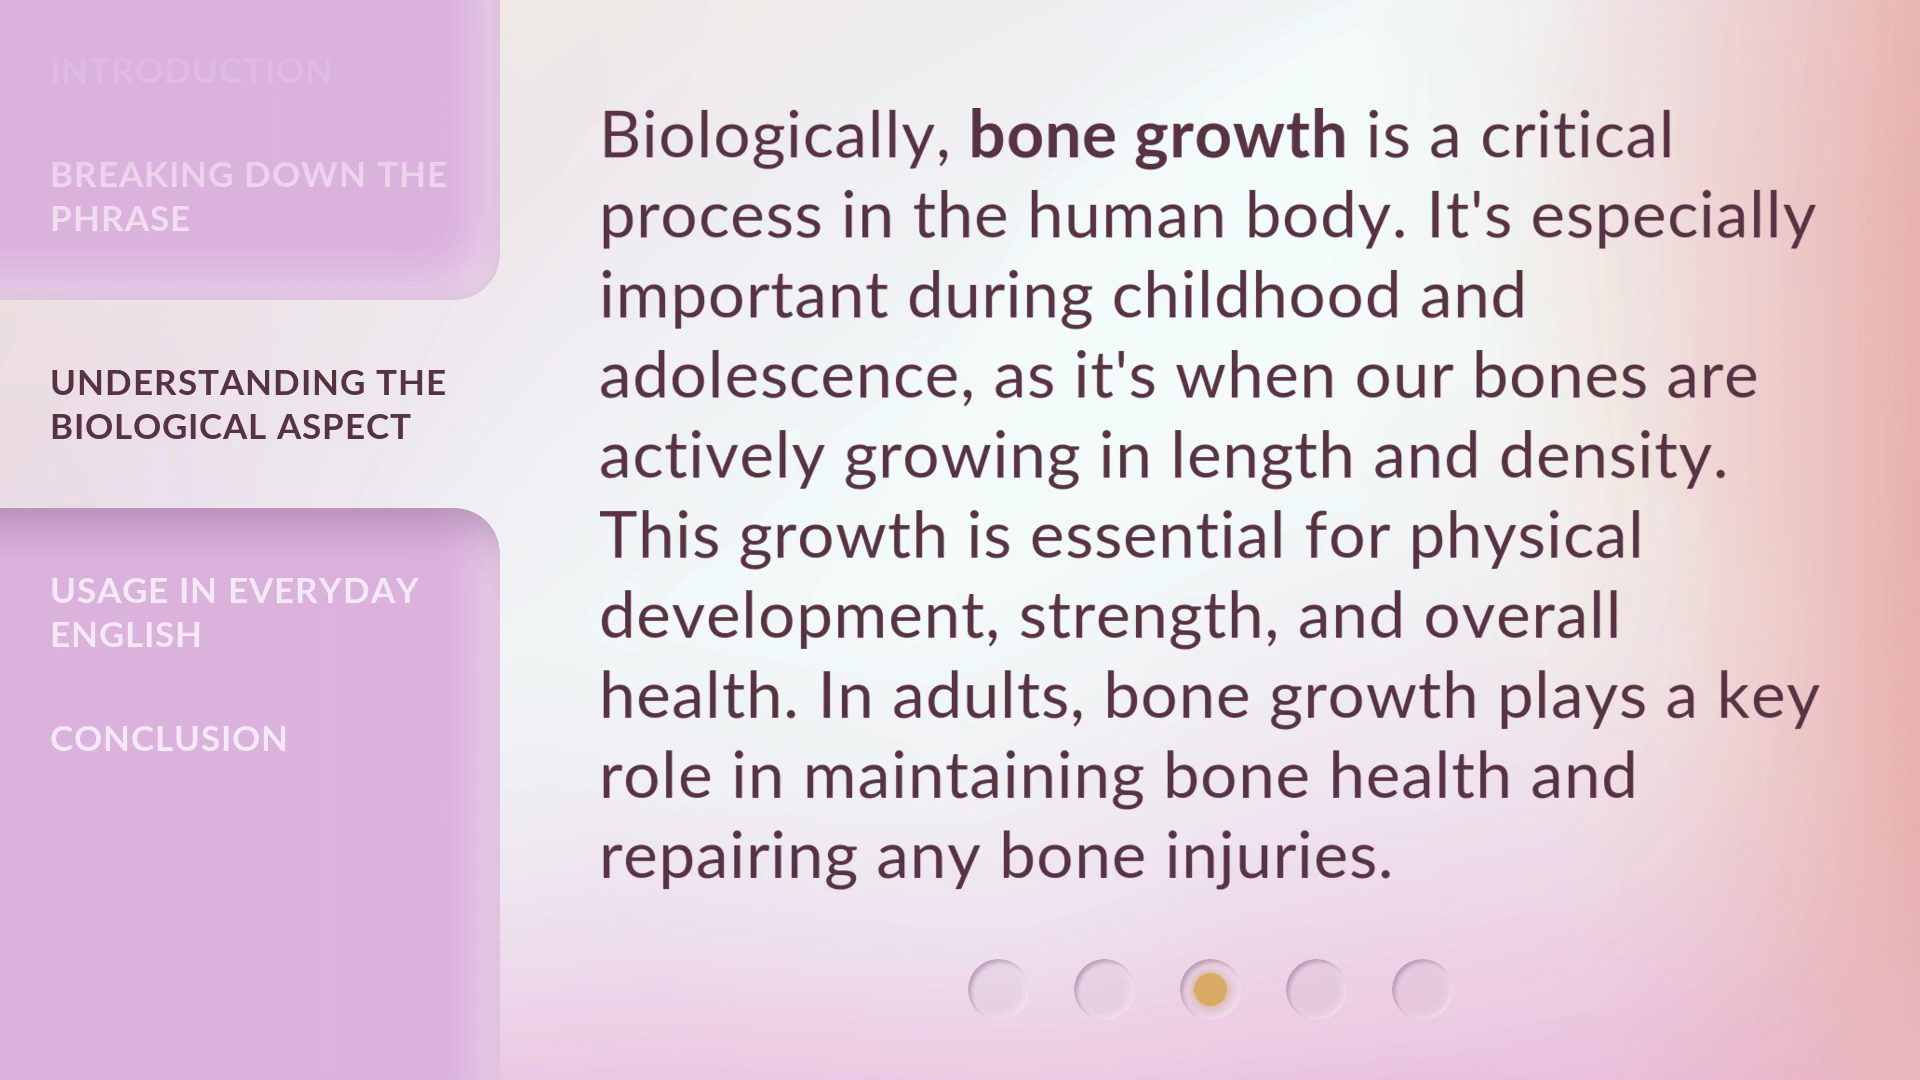 INTRODUCTION
BREAKING DOWN THE
PHRASE
UNDERSTANDING THE
BIOLOGICAL ASPECT
USAGE IN EVERYDAY
ENGLISH
CONCLUSION
Biologically, bone growth is a critical
process in the human body. It's especially
important during childhood and
adolescence, as it's when our bones are
actively growing in length and density.
This growth is essential for physical
development, strength, and overall
health. In adults, bone growth plays a key
role in maintaining bone health and
repairing any bone injuries.